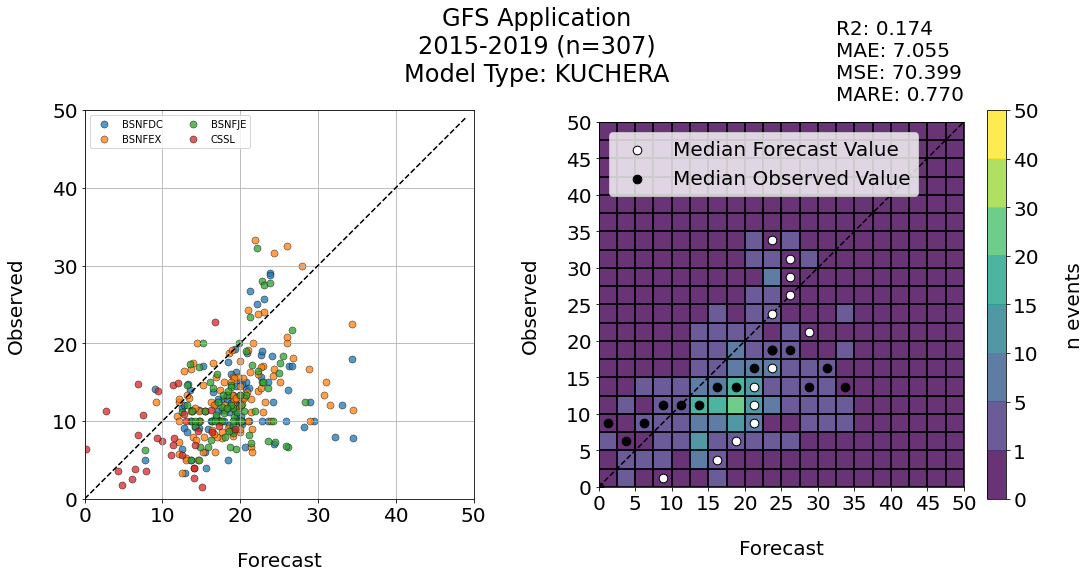 GFS Application
2015-2019 (n=307)
Model Type: KUCHERA
R2: 0.174
MAE: 7.055
MSE: 70.399
MARE: 0.770
BSNFDC
BSNFEX
BSNFJE
CSSL
50
40
30
20
10
0
0 10 20 30 40 50
Observed
Forecast
Median Forecast Value
Median Observed Value
50
45
40
35
30
25
20
15
10
5
0
0 5 10 15 20 25 30 35 40 45 50
Observed
Forecast
50
40
30
20
15
10
5
1
0
n events